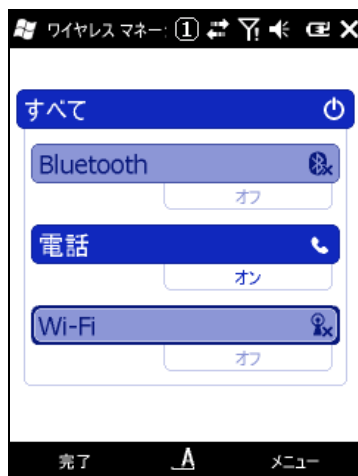 ワイヤレス マネー: 1
すべて
Bluetooth
オフ
電話
オン
Wi-Fi
オフ
完了 A メニュー